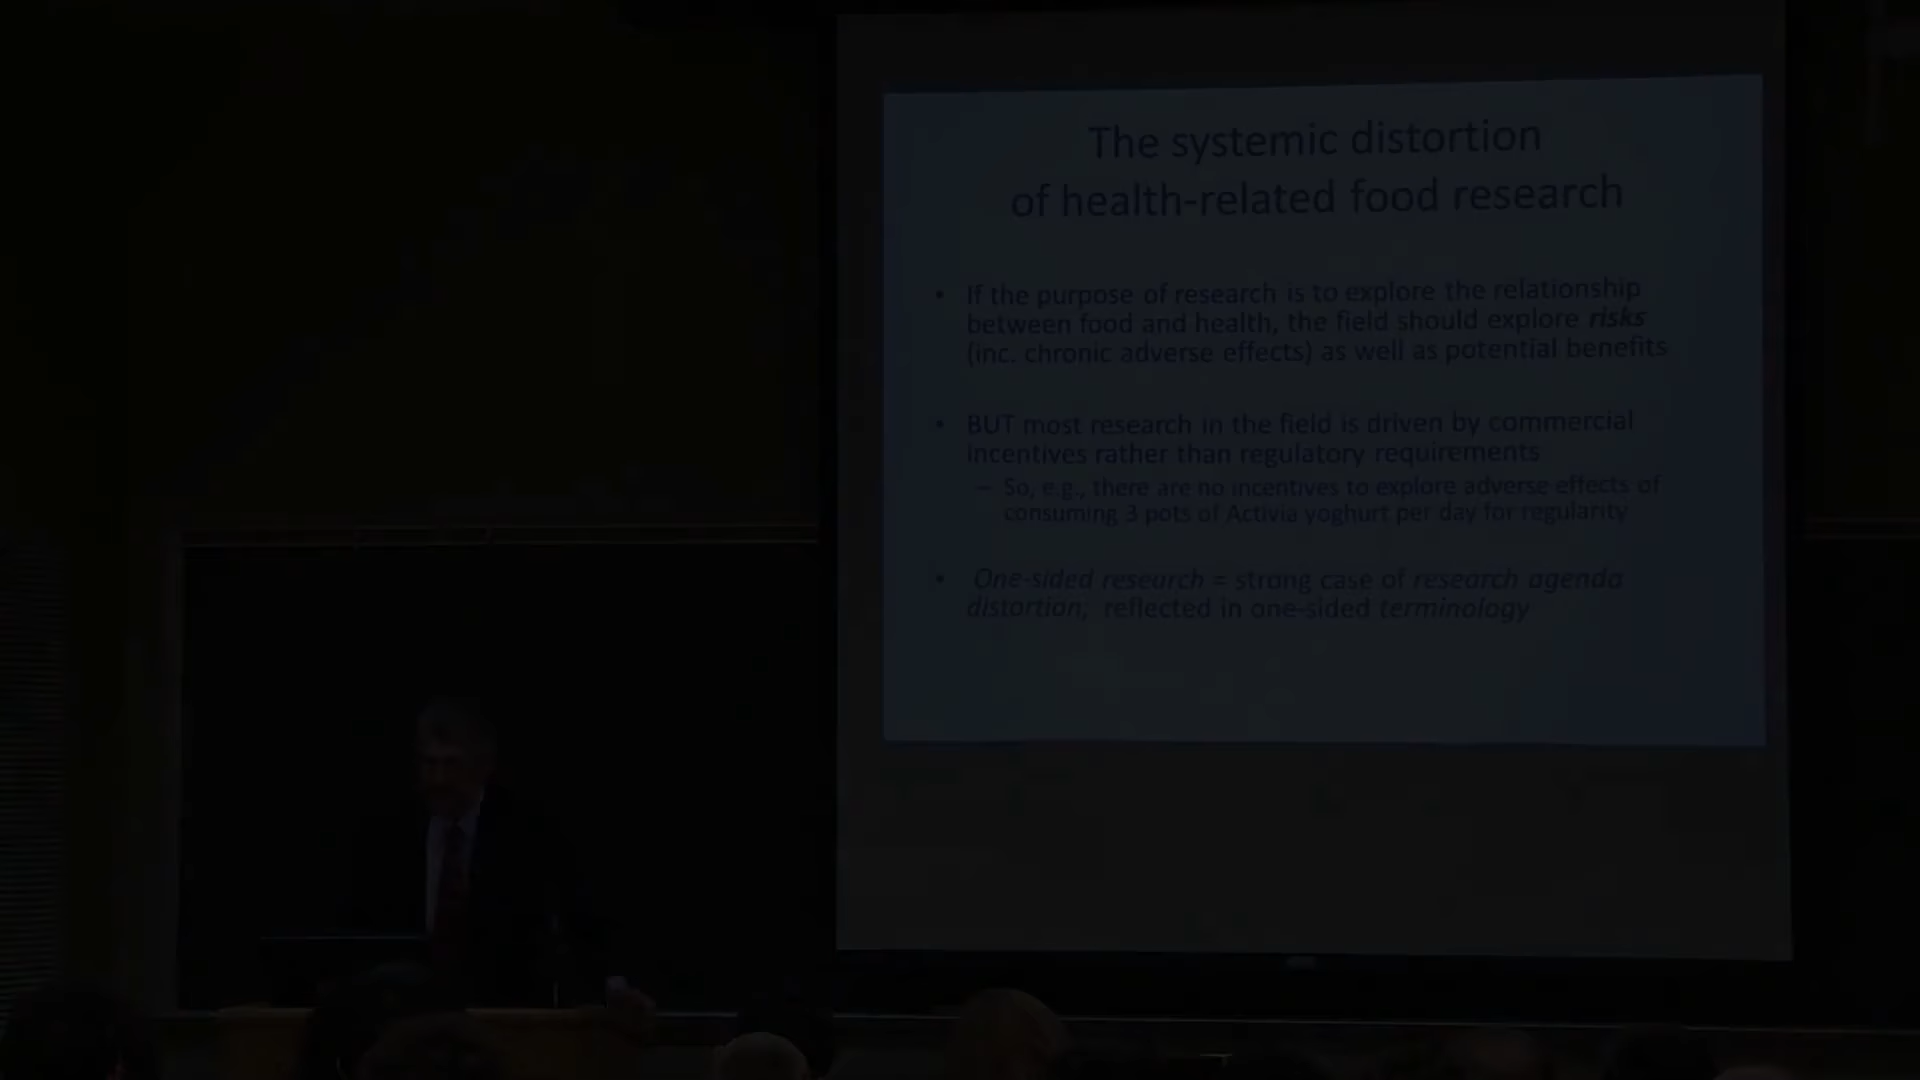 The systemic distortion
of health-related food research
• If the purpose of research is to explore the relationship
between food and health, the field should explore risks
(inc. chronic adverse effects) as well as potential benefits
• BUT most research in the field is driven by commercial
incentives rather than regulatory requirements
– So, e.g., there are no incentives to explore adverse effects of
consuming 3 pots of Activia yoghurt per day for regularity
• One-sided research = strong case of research agenda
distortion, reflected in one-sided terminology